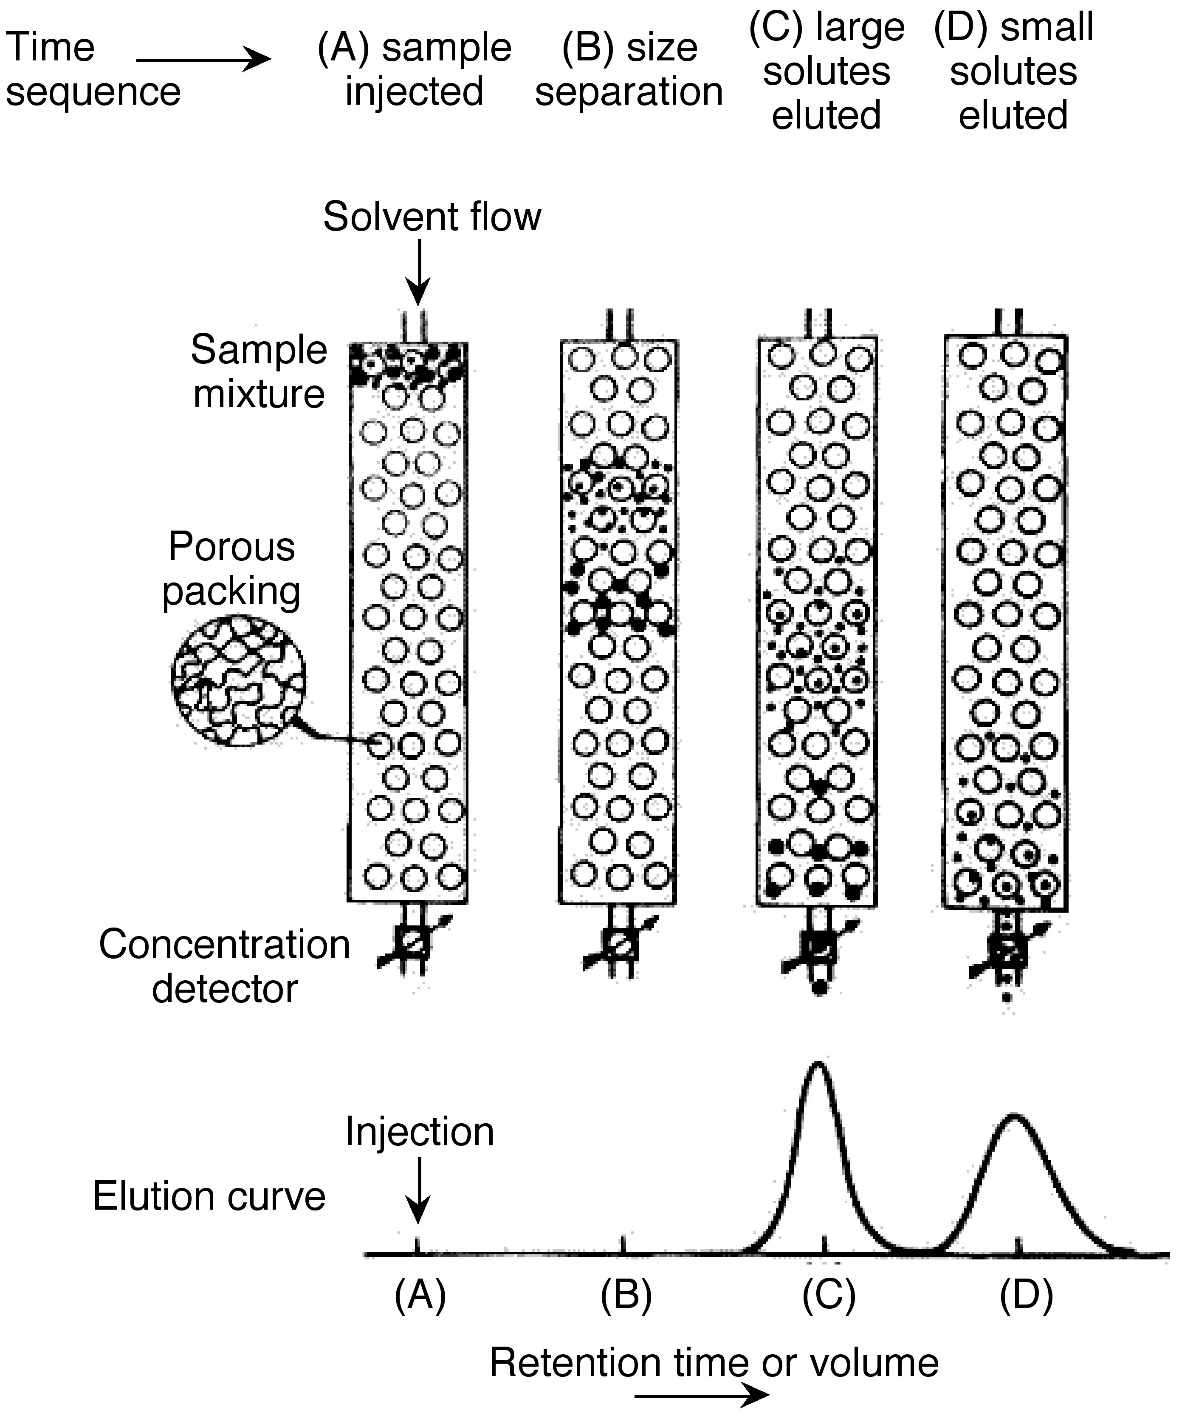 Time
sequence
(A) sample
injected
(B) size
separation
(C) large
solutes
eluted
(D) small
solutes
eluted
Solvent flow
Sample
mixture
Porous
packing
Concentration
detector
Injection
Elution curve
(A)
(B)
(C)
(D)
Retention time or volume